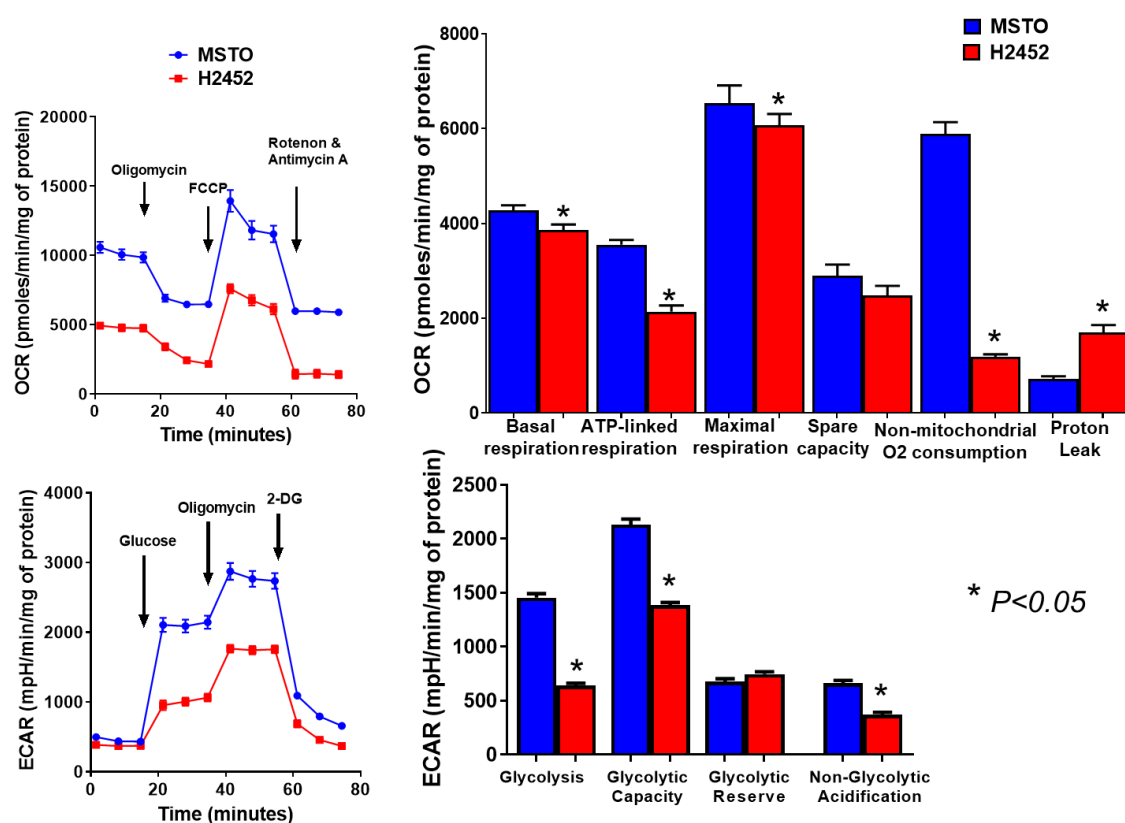 MSTO
H2452
OCR (pmoles/min/mg of protein)
20000
15000
10000
5000
0
Oligomycin
FCCP
Rotenon &
Antimycin A
0 20 40 60 80
Time (minutes)
MSTO
H2452
OCR (pmoles/min/mg of protein)
8000
6000
4000
2000
0
*
*
*
*
*
Basal
respiration
ATP-linked
respiration
Maximal
respiration
Spare
capacity
Non-mitochondrial
O2 consumption
Proton
Leak
ECAR (mpH/min/mg of protein)
4000
3000
2000
1000
0
Glucose
Oligomycin
2-DG
0 20 40 60 80
Time (minutes)
ECAR (mpH/min/mg of protein)
2500
2000
1500
1000
500
0
*
*
*
Glycolysis
Glycolytic
Capacity
Glycolytic
Reserve
Non-Glycolytic
Acidification
* P<0.05